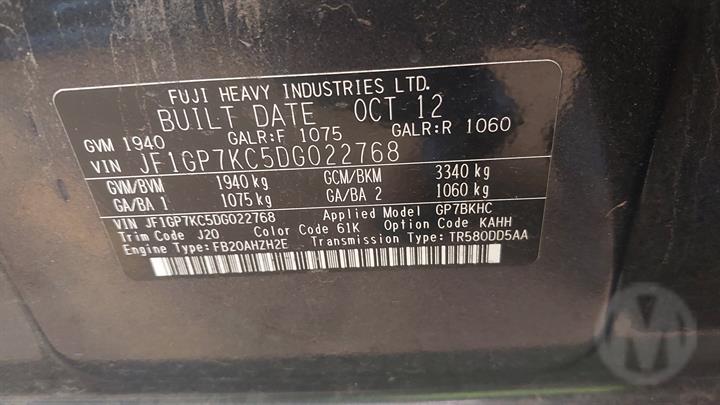 FUJI HEAVY INDUSTRIES LTD.
BUILT DATE OCT 12
GVM 1940 GALR:F 1075 GALR:R 1060
VIN JF1GP7KC5DG022768
GVM/BVM 1940 kg GCM/BKM 3340 kg
GA/BA 1 1075 kg GA/BA 2 1060 kg
VIN JF1GP7KC5DG022768 Applied Model GP7BKHC
Trim Code J20 Color Code 61K Option Code KAHH
Engine Type:FB20AHZH2E Transmission Type:TR580DD5AA
M